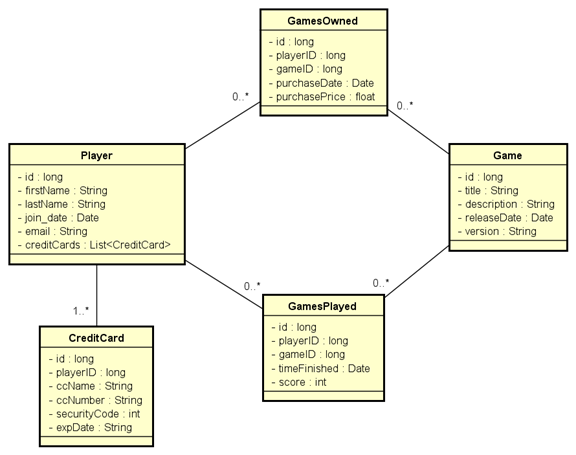 GamesOwned
- id : long
- playerID : long
- gameID : long
- purchaseDate : Date
- purchasePrice : float
0..*
0..*
Player
- id : long
- firstName : String
- lastName : String
- join_date : Date
- email : String
- creditCards : List<CreditCard>
Game
- id : long
- title : String
- description : String
- releaseDate : Date
- version : String
0..*
0..*
GamesPlayed
- id : long
- playerID : long
- gameID : long
- timeFinished : Date
- score : int
1..*
CreditCard
- id : long
- playerID : long
- ccName : String
- ccNumber : String
- securityCode : int
- expDate : String